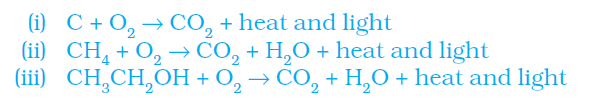 (i) C + O₂ → CO₂ + heat and light
(ii) CH₄ + O₂ → CO₂ + H₂O + heat and light
(iii) CH₃CH₂OH + O₂ → CO₂ + H₂O + heat and light